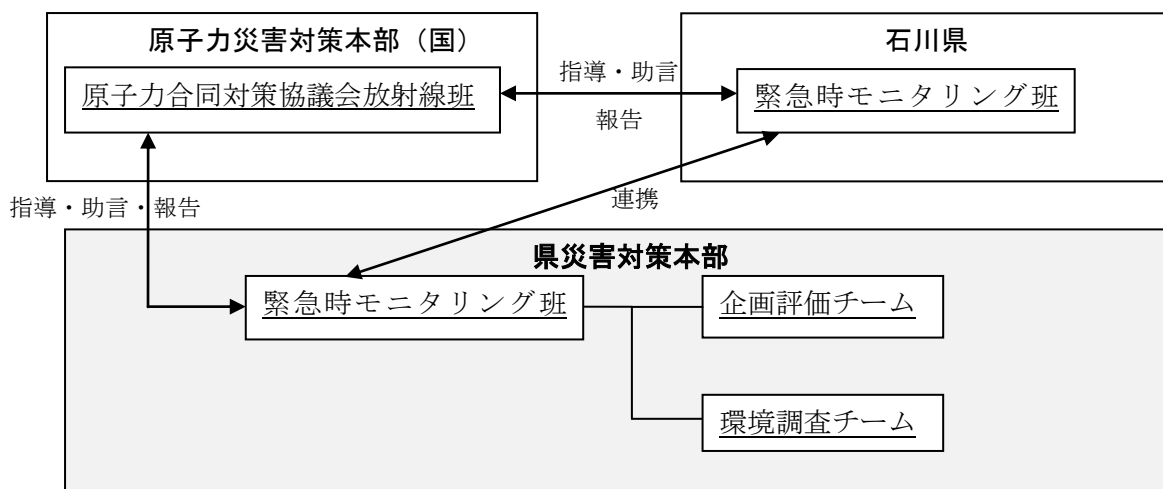 原子力災害対策本部（国）
原子力合同対策協議会放射線班
指導・助言
報告
石川県
緊急時モニタリング班
連携
指導・助言・報告
県災害対策本部
緊急時モニタリング班
企画評価チーム
環境調査チーム